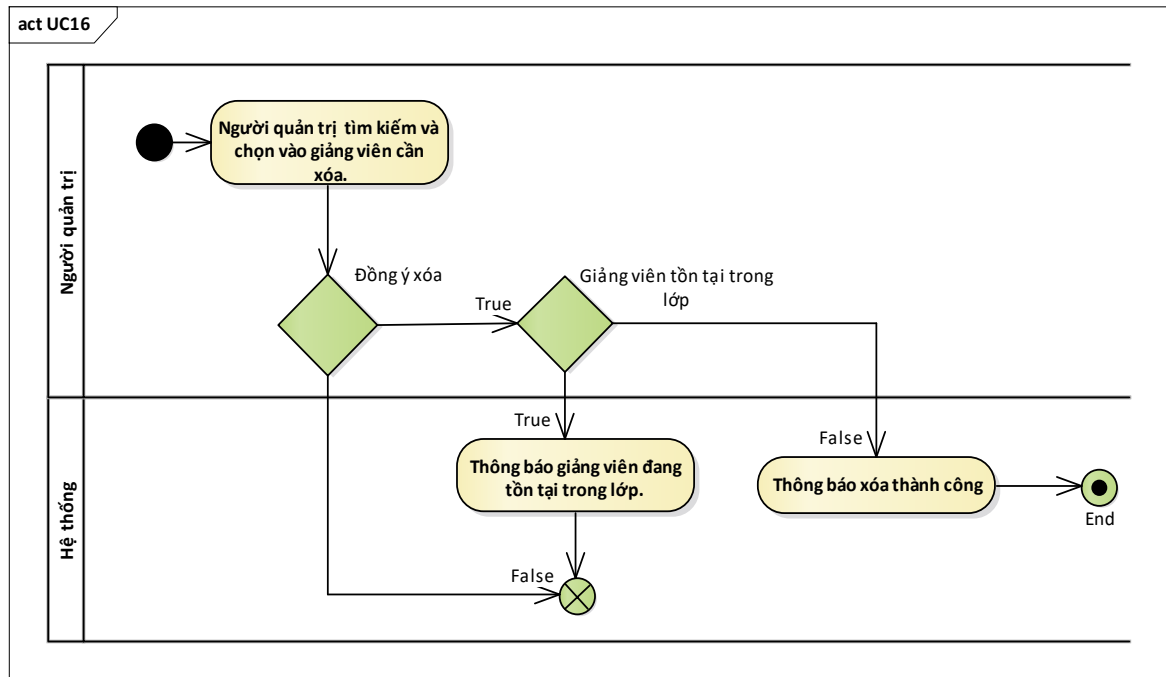 act UC16
Người quản trị
Người quản trị tìm kiếm và
chọn vào giảng viên cần
xóa.
Đồng ý xóa
True
Giảng viên tồn tại trong
lớp
Hệ thống
True
Thông báo giảng viên đang
tồn tại trong lớp.
False
Thông báo xóa thành công
End
False